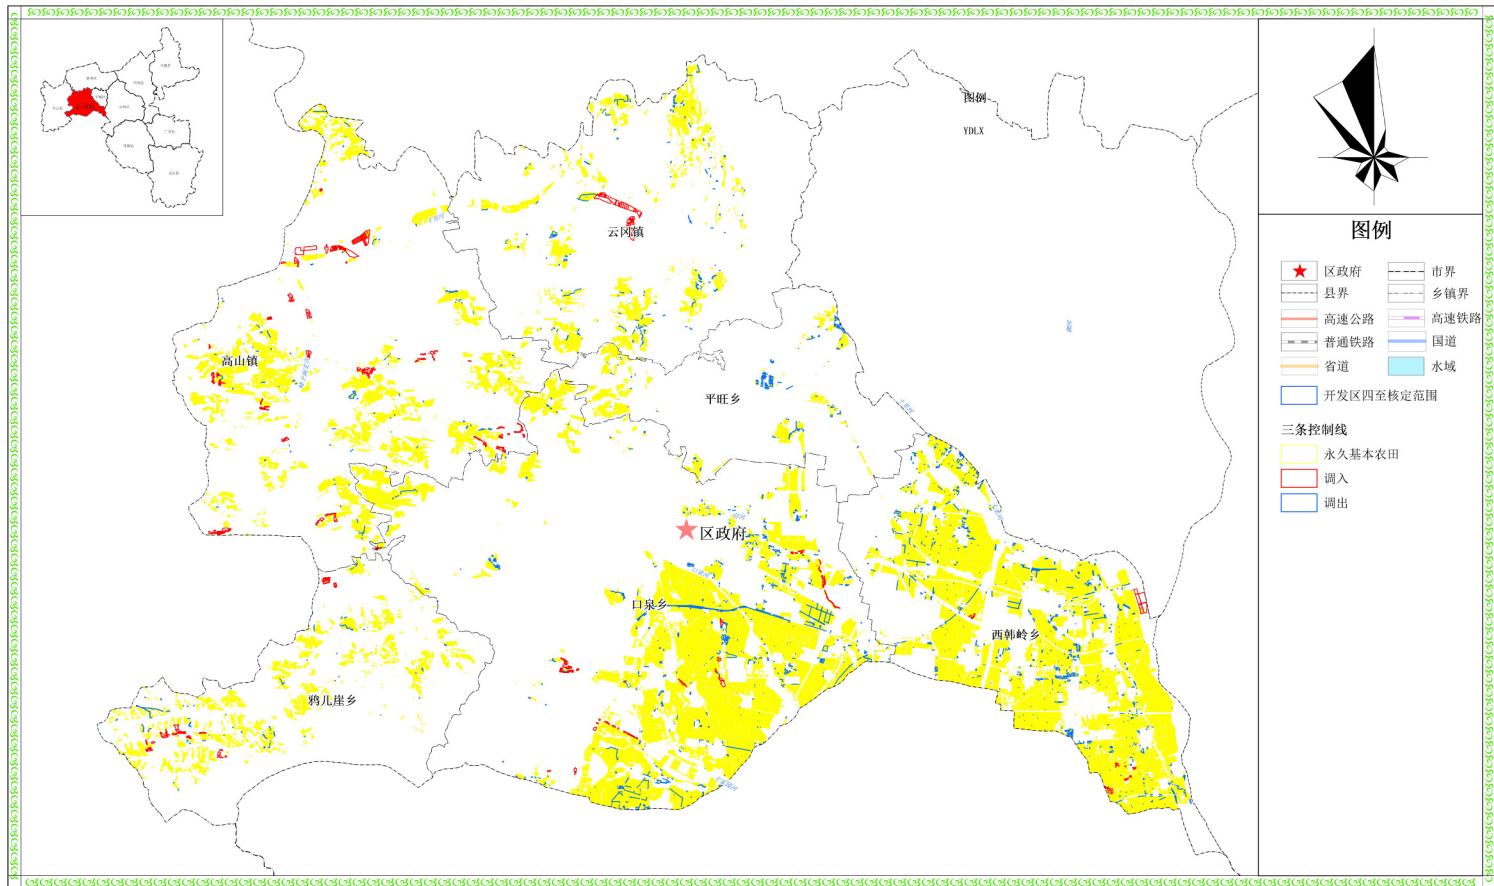 图例
YDLX
云冈镇
高山镇
平旺乡
区政府
口泉乡
西韩岭乡
鸦儿崖乡
十里河
图例
区政府
市界
县界
乡镇界
高速公路
高速铁路
普通铁路
国道
省道
水域
开发区四至核定范围
三条控制线
永久基本农田
调入
调出